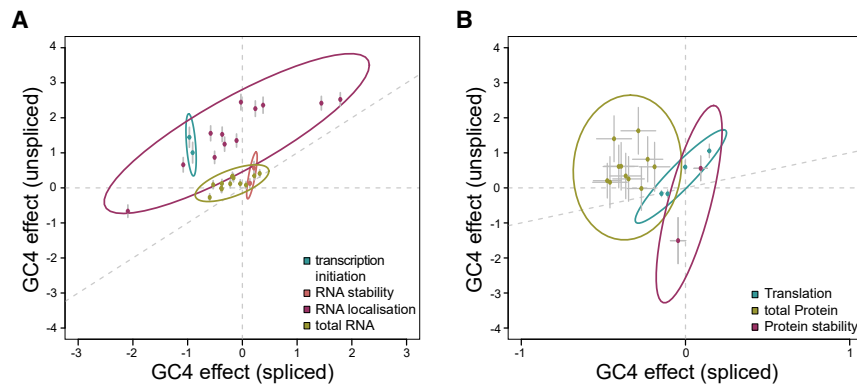 A
GC4 effect (unspliced)
4
3
2
1
0
-1
-2
-3
-4
transcription
initiation
RNA stability
RNA localisation
total RNA
-3
-2
-1
0
1
2
3
GC4 effect (spliced)
B
GC4 effect (unspliced)
4
3
2
1
0
-1
-2
-3
-4
Translation
total Protein
Protein stability
-1
0
1
GC4 effect (spliced)